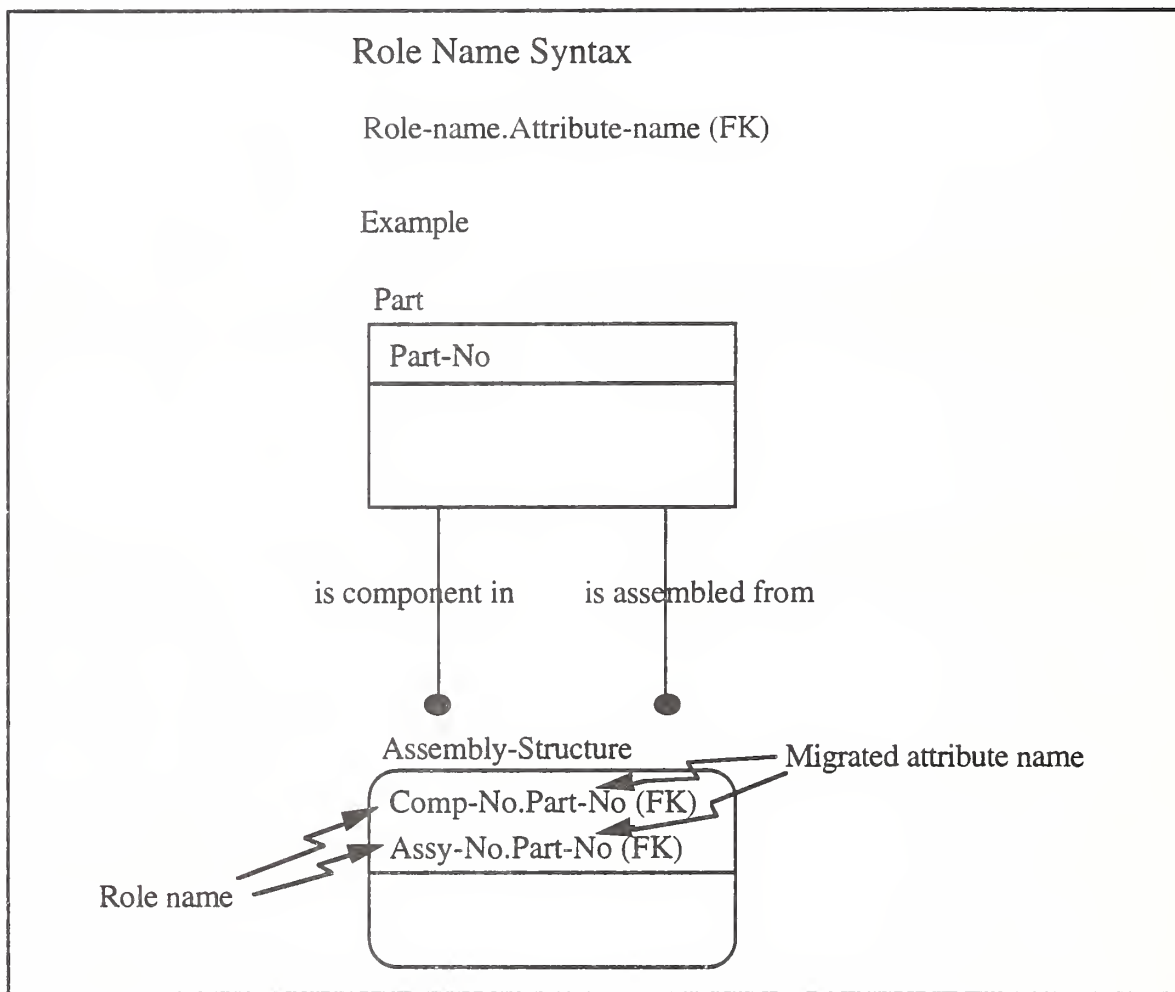 Role Name Syntax
Role-name.Attribute-name (FK)
Example
Part
Part-No
is component in
is assembled from
Assembly-Structure
Migrated attribute name
Comp-No.Part-No (FK)
Assy-No.Part-No (FK)
Role name